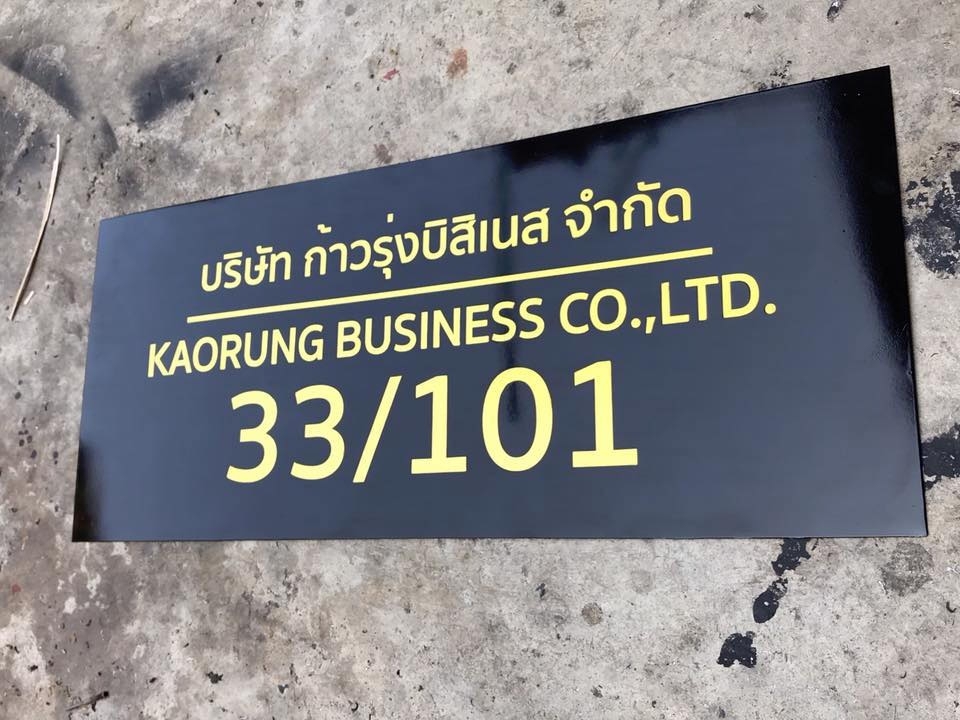 บริษัท ก้าวรุ่งบิสิเนส จำกัด
KAORUNG BUSINESS CO.,LTD.
33/101